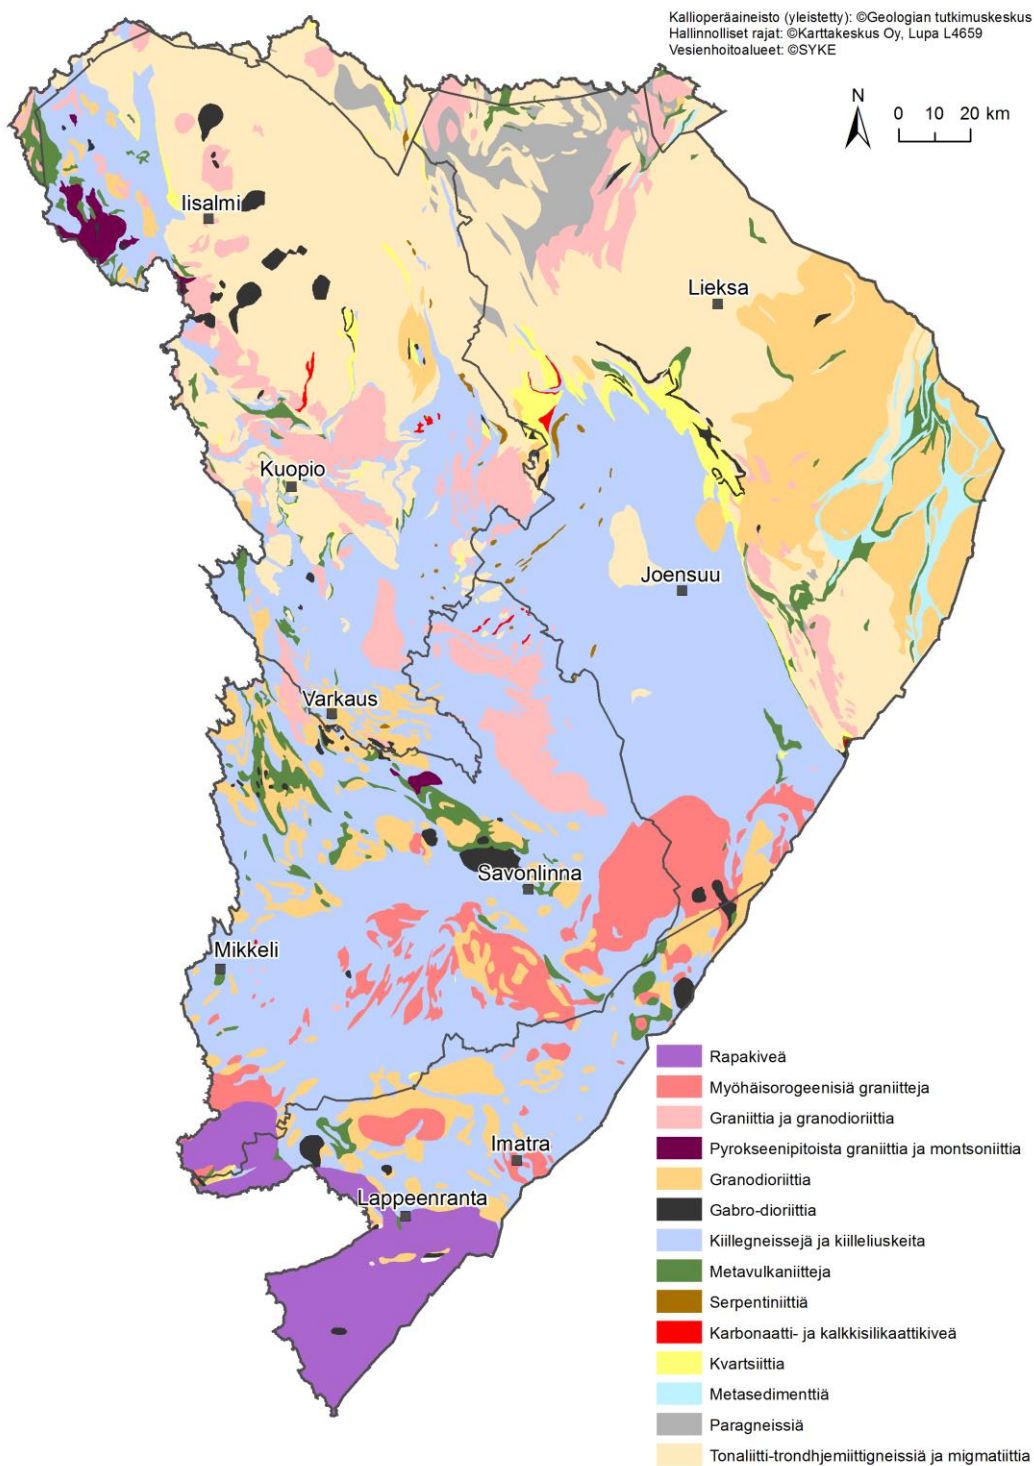 Kallioperäaineisto (yleistetty): ©Geologian tutkimuskeskus
Hallinnolliset rajat: ©Karttakeskus Oy, Lupa L4659
Vesienhoitoalueet: ©SYKE
N
0 10 20 km
Iisalmi
Lieksa
Kuopio
Joensuu
Varkaus
Savonlinna
Mikkeli
Imatra
Lappeenranta
Rapakiveä
Myöhäisorogeenisiä graniitteja
Graniittia ja granodioriittia
Pyrokseenipitoista graniittia ja montsoniittia
Granodioriittia
Gabro-dioriittia
Kiillegneissejä ja kiilleliuskeita
Metavulkaniitteja
Serpentiniittiä
Karbonaatti- ja kalkkisilikaattikiveä
Kvartsiittia
Metasedimenttiä
Paragneissiä
Tonaliitti-trondhjemiittigneissiä ja migmatiittia